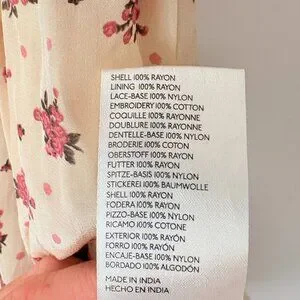 SHELL 100% RAYON
LINING 100% RAYON
LACE-BASE 100% NYLON
EMBROIDERY 100% COTTON
COQUILLE 100% RAYONNE
DOUBLURE 100% RAYONNE
DENTELLE-BASE 100% NYLON
BRODERIE 100% COTON
OBERSTOFF 100% RAYON
FUTTER 100% RAYON
SPITZE-BASIS 100% NYLON
STICKEREI 100% BAUMWOLLE
SHELL 100% RAYON
FODERA 100% RAYON
PIZZO-BASE 100% NYLON
RICAMO 100% COTONE
EXTERIOR 100% RAYÓN
FORRO 100% RAYÓN
ENCAJE-BASE 100% NYLON
BORDADO 100% ALGODÓN
MADE IN INDIA
HECHO EN INDIA